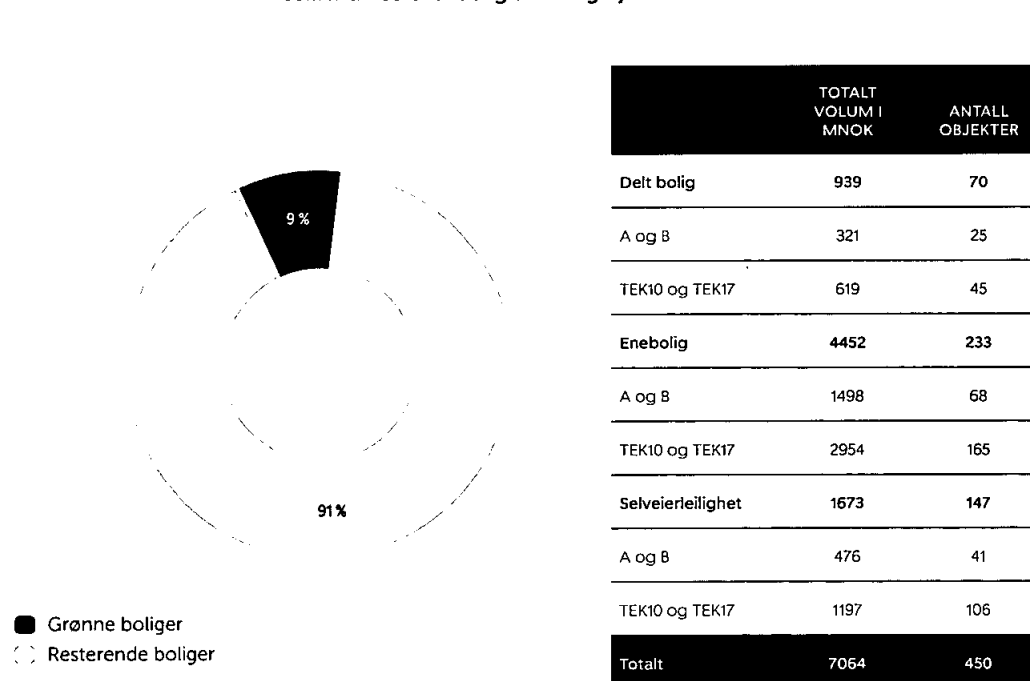 9 %
91 %
Grønne boliger
Resterende boliger
TOTALT VOLUM I MNOK ANTALL OBJEKTER
Delt bolig 939 70
A og B 321 25
TEK10 og TEK17 619 45
Enebolig 4452 233
A og B 1498 68
TEK10 og TEK17 2954 165
Selveierleilighet 1673 147
A og B 476 41
TEK10 og TEK17 1197 106
Totalt 7064 450